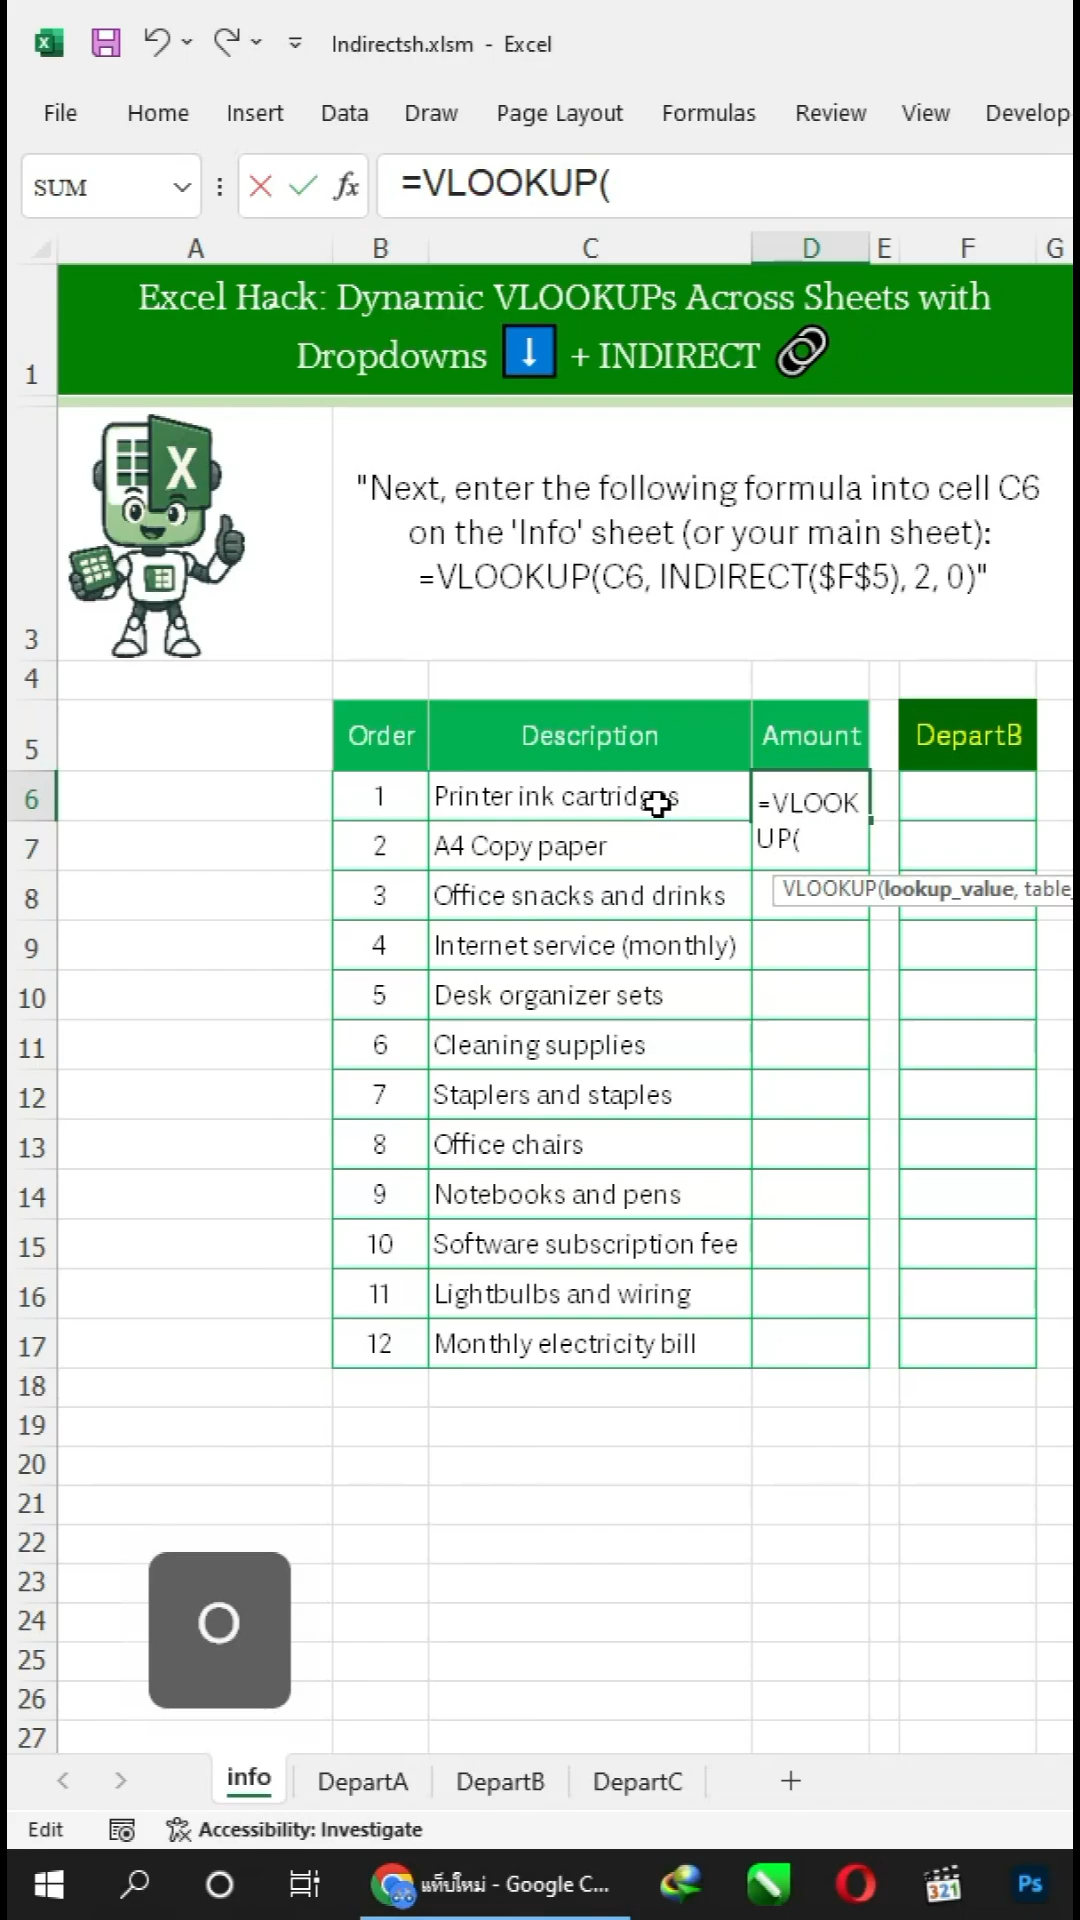 Indirectsh.xlsm - Excel
File Home Insert Data Draw Page Layout Formulas Review View Develop
SUM fx =VLOOKUP(
A B C D E F G
1 Excel Hack: Dynamic VLOOKUPs Across Sheets with
Dropdowns ↓ + INDIRECT
X
3 "Next, enter the following formula into cell C6
on the 'Info' sheet (or your main sheet):
=VLOOKUP(C6, INDIRECT($F$5), 2, 0)"
4
5 Order Description Amount DepartB
6 1 Printer ink cartridges =VLOOK
UP(
7 2 A4 Copy paper
VLOOKUP(lookup_value, table_
8 3 Office snacks and drinks
9 4 Internet service (monthly)
10 5 Desk organizer sets
11 6 Cleaning supplies
12 7 Staplers and staples
13 8 Office chairs
14 9 Notebooks and pens
15 10 Software subscription fee
16 11 Lightbulbs and wiring
17 12 Monthly electricity bill
18
19
20
21
22
23
24
25
26
27
O
info DepartA DepartB DepartC +
Edit Accessibility: Investigate
แท็บใหม่ - Google C... 321 Ps